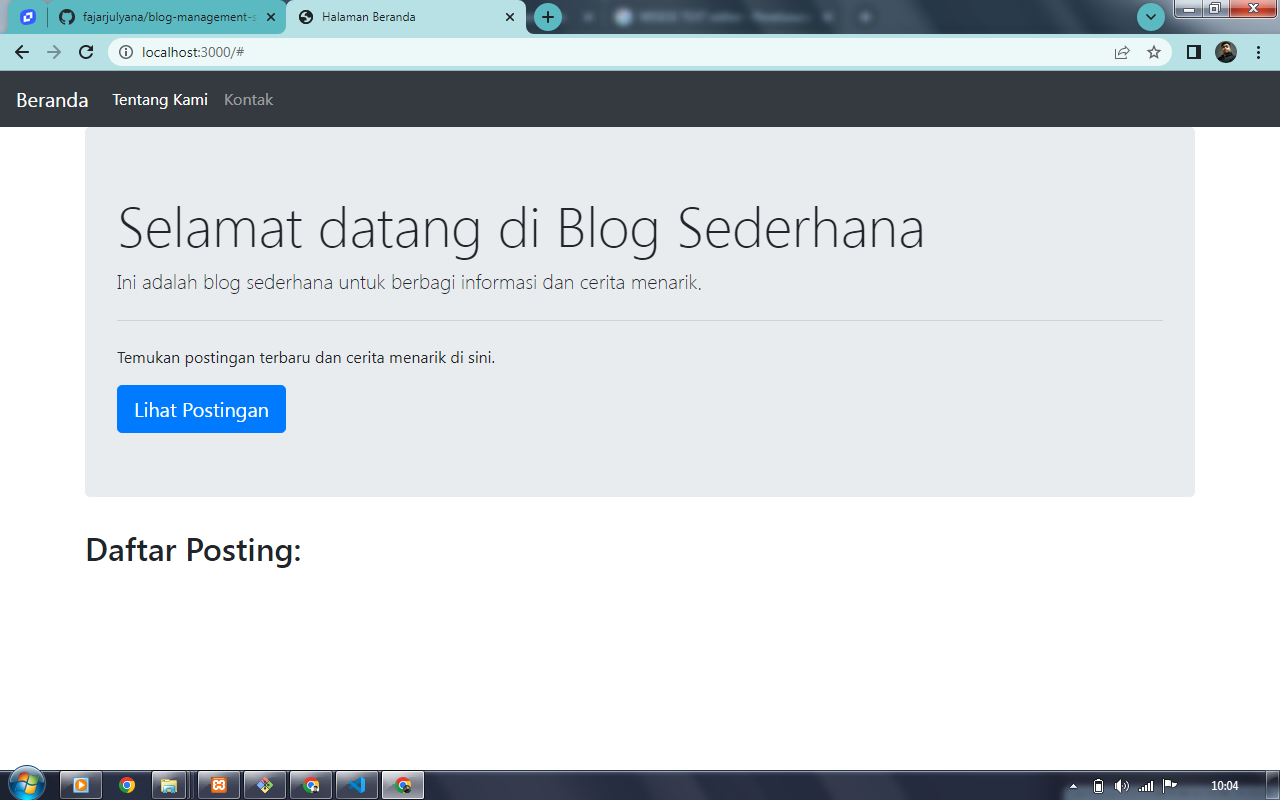 fajarjulyana/blog-management-s
Halaman Beranda
localhost:3000/#
Beranda
Tentang Kami
Kontak
Selamat datang di Blog Sederhana
Ini adalah blog sederhana untuk berbagi informasi dan cerita menarik.
Temukan postingan terbaru dan cerita menarik di sini.
Lihat Postingan
Daftar Posting:
10:04